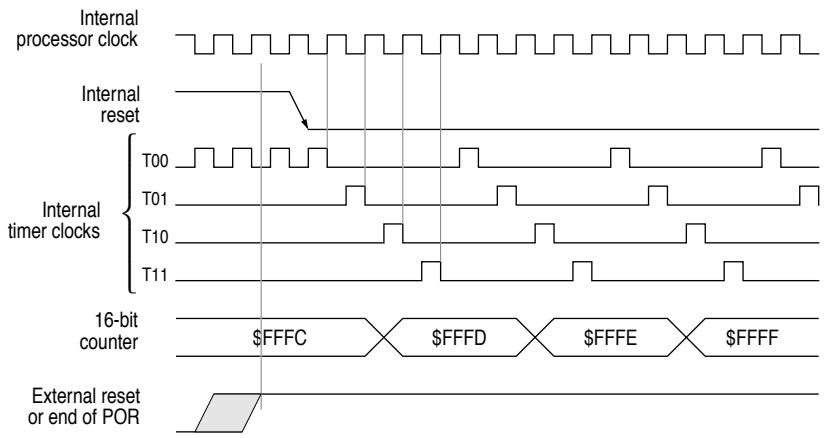 Internal
processor clock
Internal
reset
T00
T01
Internal
timer clocks
T10
T11
16-bit
counter
$FFFC
$FFFD
$FFFE
$FFFF
External reset
or end of POR